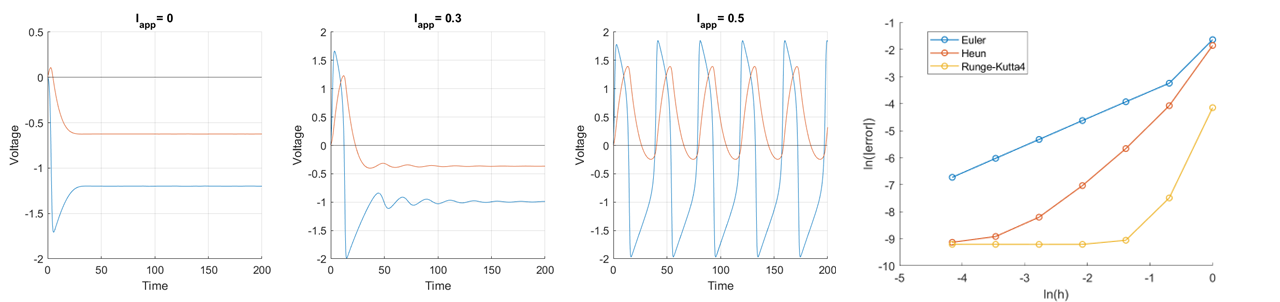 I_app = 0
0.5
0
-0.5
-1
-1.5
-2
0 50 100 150 200
Voltage
Time
I_app = 0.3
2
1.5
1
0.5
0
-0.5
-1
-1.5
-2
0 50 100 150 200
Voltage
Time
I_app = 0.5
2
1.5
1
0.5
0
-0.5
-1
-1.5
-2
0 50 100 150 200
Voltage
Time
-1
-2
-3
-4
-5
-6
-7
-8
-9
-10
-5 -4 -3 -2 -1 0
ln(|error|)
ln(h)
Euler
Heun
Runge-Kutta4